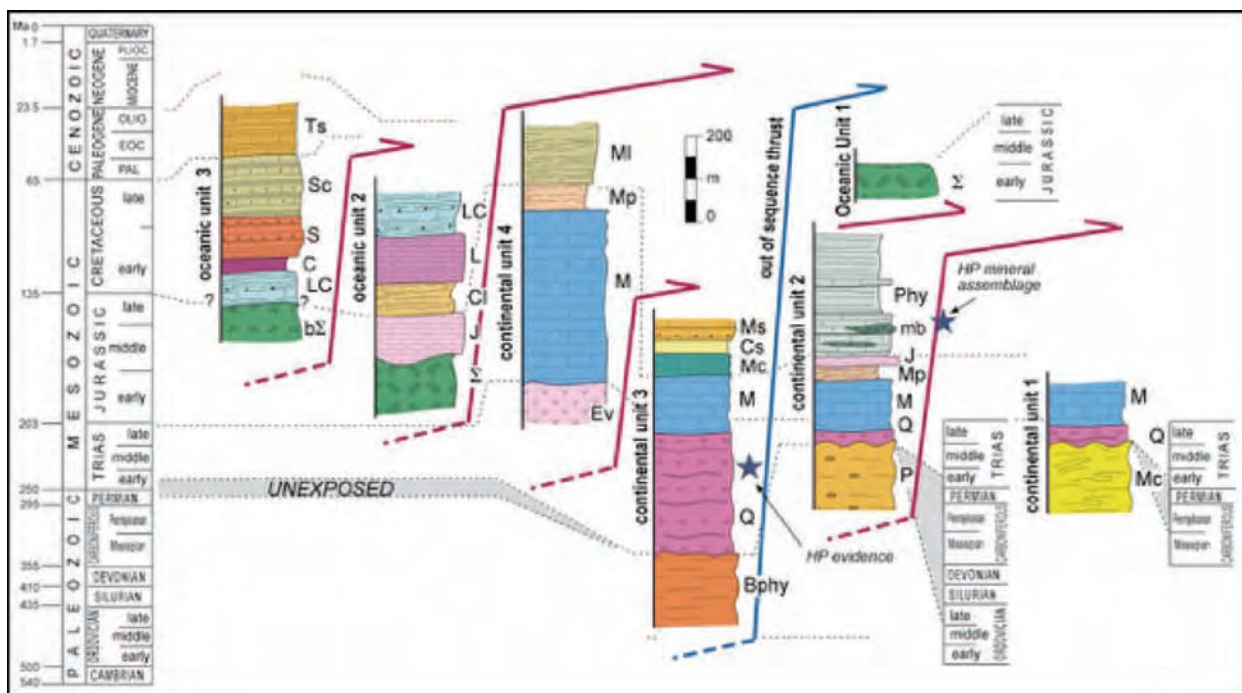 Ma 0
1.7
23.5
65
135
203
250
295
355
410
435
500
540
CENOZOIC
MESOZOIC
PALEOZOIC
NEOGENE
PALEOGENE
CRETACEOUS
JURASSIC
TRIAS
CARBONIFEROUS
ORDOVICIAN
QUATERNARY
PLIOC
MIOCENE
OLIG
EOC
PAL
late
early
late
middle
early
late
middle
early
PERMIAN
DEVONIAN
SILURIAN
late
middle
early
CAMBRIAN
UNEXPOSED
oceanic unit 3
Ts
Sc
S
C
LC
bΣ
?
?
oceanic unit 2
LC
L
Cl
J
Σ
continental unit 4
Ml
Mp
M
Ev
200
m
0
continental unit 3
Ms
Cs
Mc
M
Q
Bphy
HP evidence
out of sequence thrust
continental unit 2
Phy
mb
J
Mp
M
Q
P
HP mineral
assemblage
Oceanic Unit 1
Σ
late
middle
early
JURASSIC
late
middle
early
TRIAS
PERMIAN
CARBONIFEROUS
DEVONIAN
SILURIAN
late
middle
early
ORDOVICIAN
continental unit 1
M
Q
Mc
late
middle
early
TRIAS
PERMIAN
CARBONIFEROUS